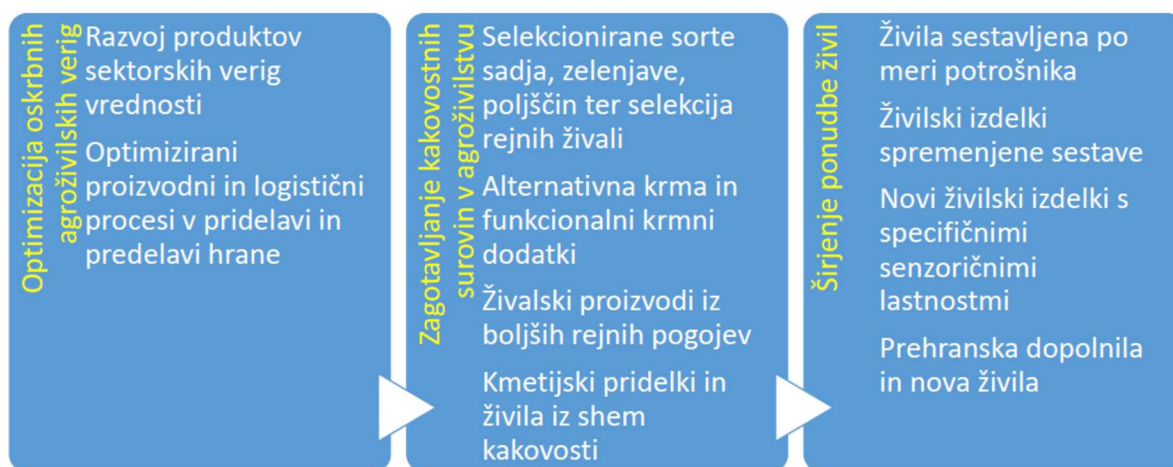 Optimizacija oskrbnih
agroživilskih verig
Razvoj produktov
sektorskih verig
vrednosti
Optimizirani
proizvodni in logistični
procesi v pridelavi in
predelavi hrane
Zagotavljanje kakovostnih
surovin v agroživilstvu
Selekcionirane sorte
sadja, zelenjave,
poljščin ter selekcija
rejnih živali
Alternativna krma in
funkcionalni krmni
dodatki
Živalski proizvodi iz
boljših rejnih pogojev
Kmetijski pridelki in
živila iz shem
kakovosti
Širjenje ponudbe živil
Živila sestavljena po
meri potrošnika
Živilski izdelki
spremenjene sestave
Novi živilski izdelki s
specifičnimi
senzoričnimi
lastnostmi
Prehranska dopolnila
in nova živila